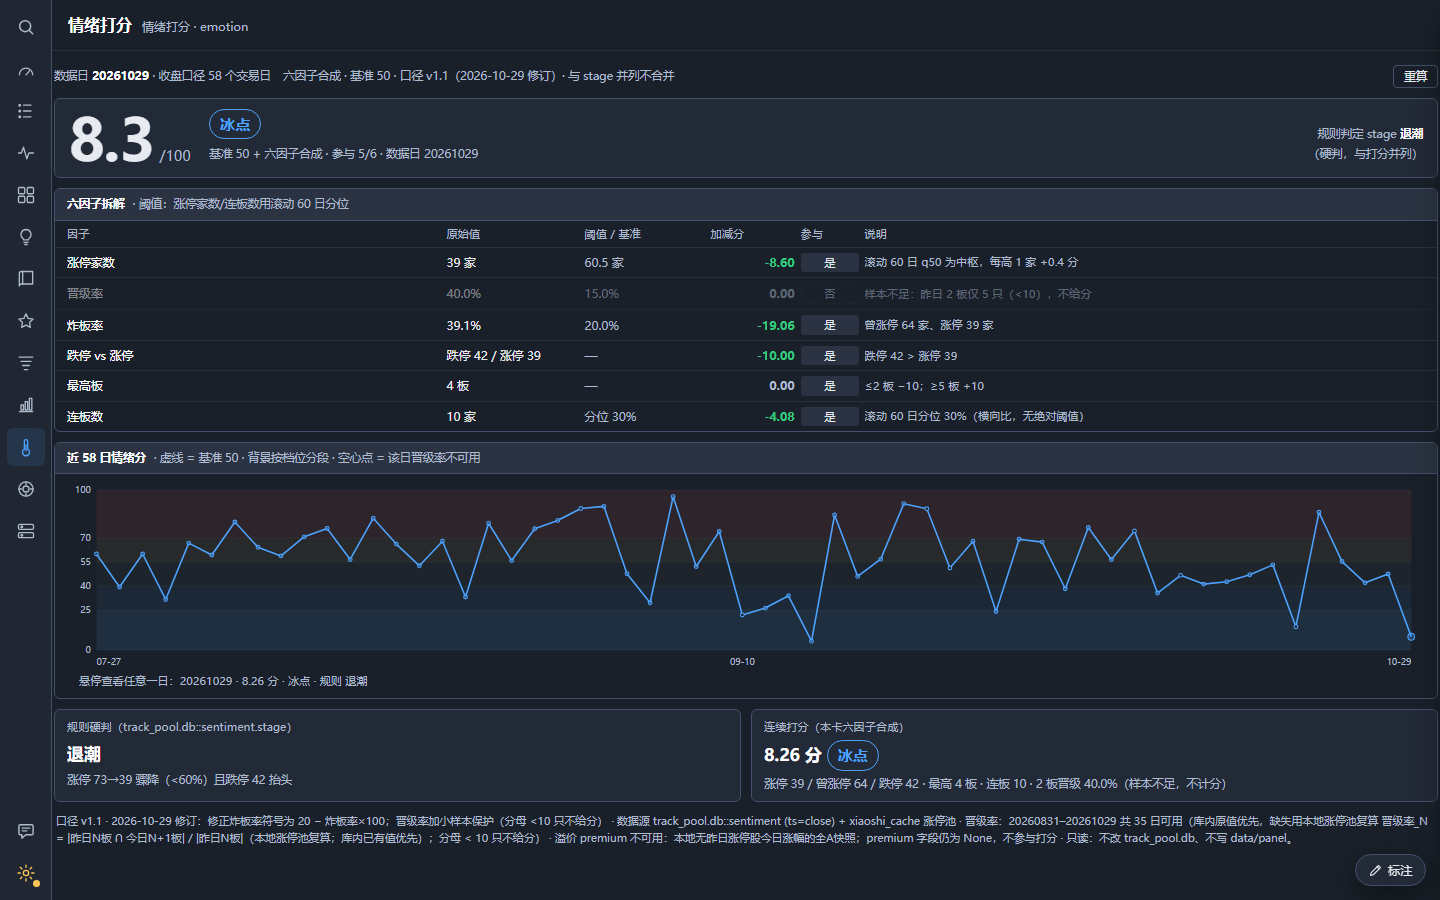 情绪打分 情绪打分 · emotion
数据日 20261029 · 收盘口径 58 个交易日 六因子合成 · 基准 50 · 口径 v1.1（2026-10-29 修订）· 与 stage 并列不合并
重算
8.3 /100
冰点
基准 50 + 六因子合成 · 参与 5/6 · 数据日 20261029
规则判定 stage 退潮
(硬判，与打分并列)
六因子拆解 · 阈值：涨停家数/连板数用滚动 60 日分位
因子 原始值 阈值 / 基准 加减分 参与 说明
涨停家数 39 家 60.5 家 -8.60 是 滚动 60 日 q50 为中枢，每高 1 家 +0.4 分
晋级率 40.0% 15.0% 0.00 否 样本不足：昨日 2 板仅 5 只（<10），不给分
炸板率 39.1% 20.0% -19.06 是 曾涨停 64 家、涨停 39 家
跌停 vs 涨停 跌停 42 / 涨停 39 — -10.00 是 跌停 42 > 涨停 39
最高板 4 板 — 0.00 是 ≤2 板 −10；≥5 板 +10
连板数 10 家 分位 30% -4.08 是 滚动 60 日分位 30%（横向比，无绝对阈值）
近 58 日情绪分 · 虚线 = 基准 50 · 背景按档位分段 · 空心点 = 该日晋级率不可用
100
70
55
40
25
0
07-27 09-10 10-29
悬停查看任意一日：20261029 · 8.26 分 · 冰点 · 规则 退潮
规则硬判（track_pool.db::sentiment.stage）
退潮
涨停 73→39 骤降（<60%）且跌停 42 抬头
连续打分（本卡六因子合成）
8.26 分 冰点
涨停 39 / 曾涨停 64 / 跌停 42 · 最高 4 板 · 连板 10 · 2 板晋级 40.0%（样本不足，不计分）
口径 v1.1 · 2026-10-29 修订：修正炸板率符号为 20 − 炸板率×100；晋级率加小样本保护（分母 <10 只不给分） · 数据源 track_pool.db::sentiment (ts=close) + xiaoshi_cache 涨停池 · 晋级率：20260831–20261029 共 35 日可用（库内原值优先，缺失用本地涨停池复算 晋级率_N
= |昨日N板 ∩ 今日N+1板| / |昨日N板|（本地涨停池复算；库内已有值优先）；分母 < 10 只不给分） · 溢价 premium 不可用：本地无昨日涨停股今日涨幅的全A快照；premium 字段仍为 None，不参与打分 · 只读：不改 track_pool.db、不写 data/panel。
标注